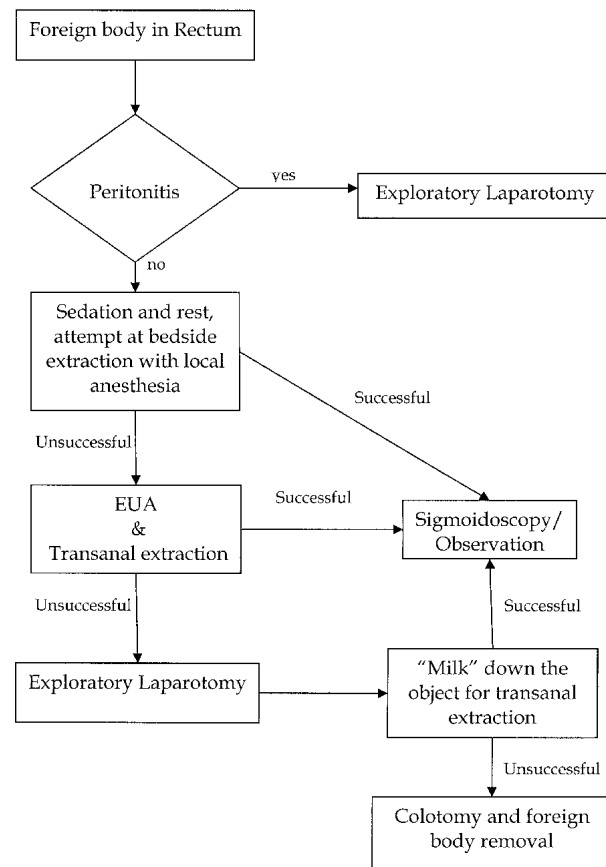 Foreign body in Rectum
Peritonitis
yes
Exploratory Laparotomy
no
Sedation and rest,
attempt at bedside
extraction with local
anesthesia
Successful
Unsuccessful
EUA
&
Transanal extraction
Successful
Sigmoidoscopy/
Observation
Unsuccessful
Successful
Exploratory Laparotomy
“Milk” down the
object for transanal
extraction
Unsuccessful
Colotomy and foreign
body removal